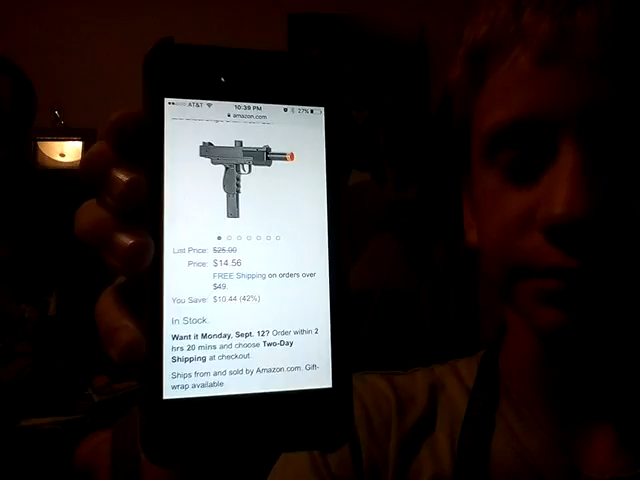 AT&T 10:39 PM 27%
amazon.com
List Price: $25.00
Price: $14.56
FREE Shipping on orders over
$49.
You Save: $10.44 (42%)
In Stock.
Want it Monday, Sept. 12? Order within 2
hrs 20 mins and choose Two-Day
Shipping at checkout.
Ships from and sold by Amazon.com. Gift-
wrap available